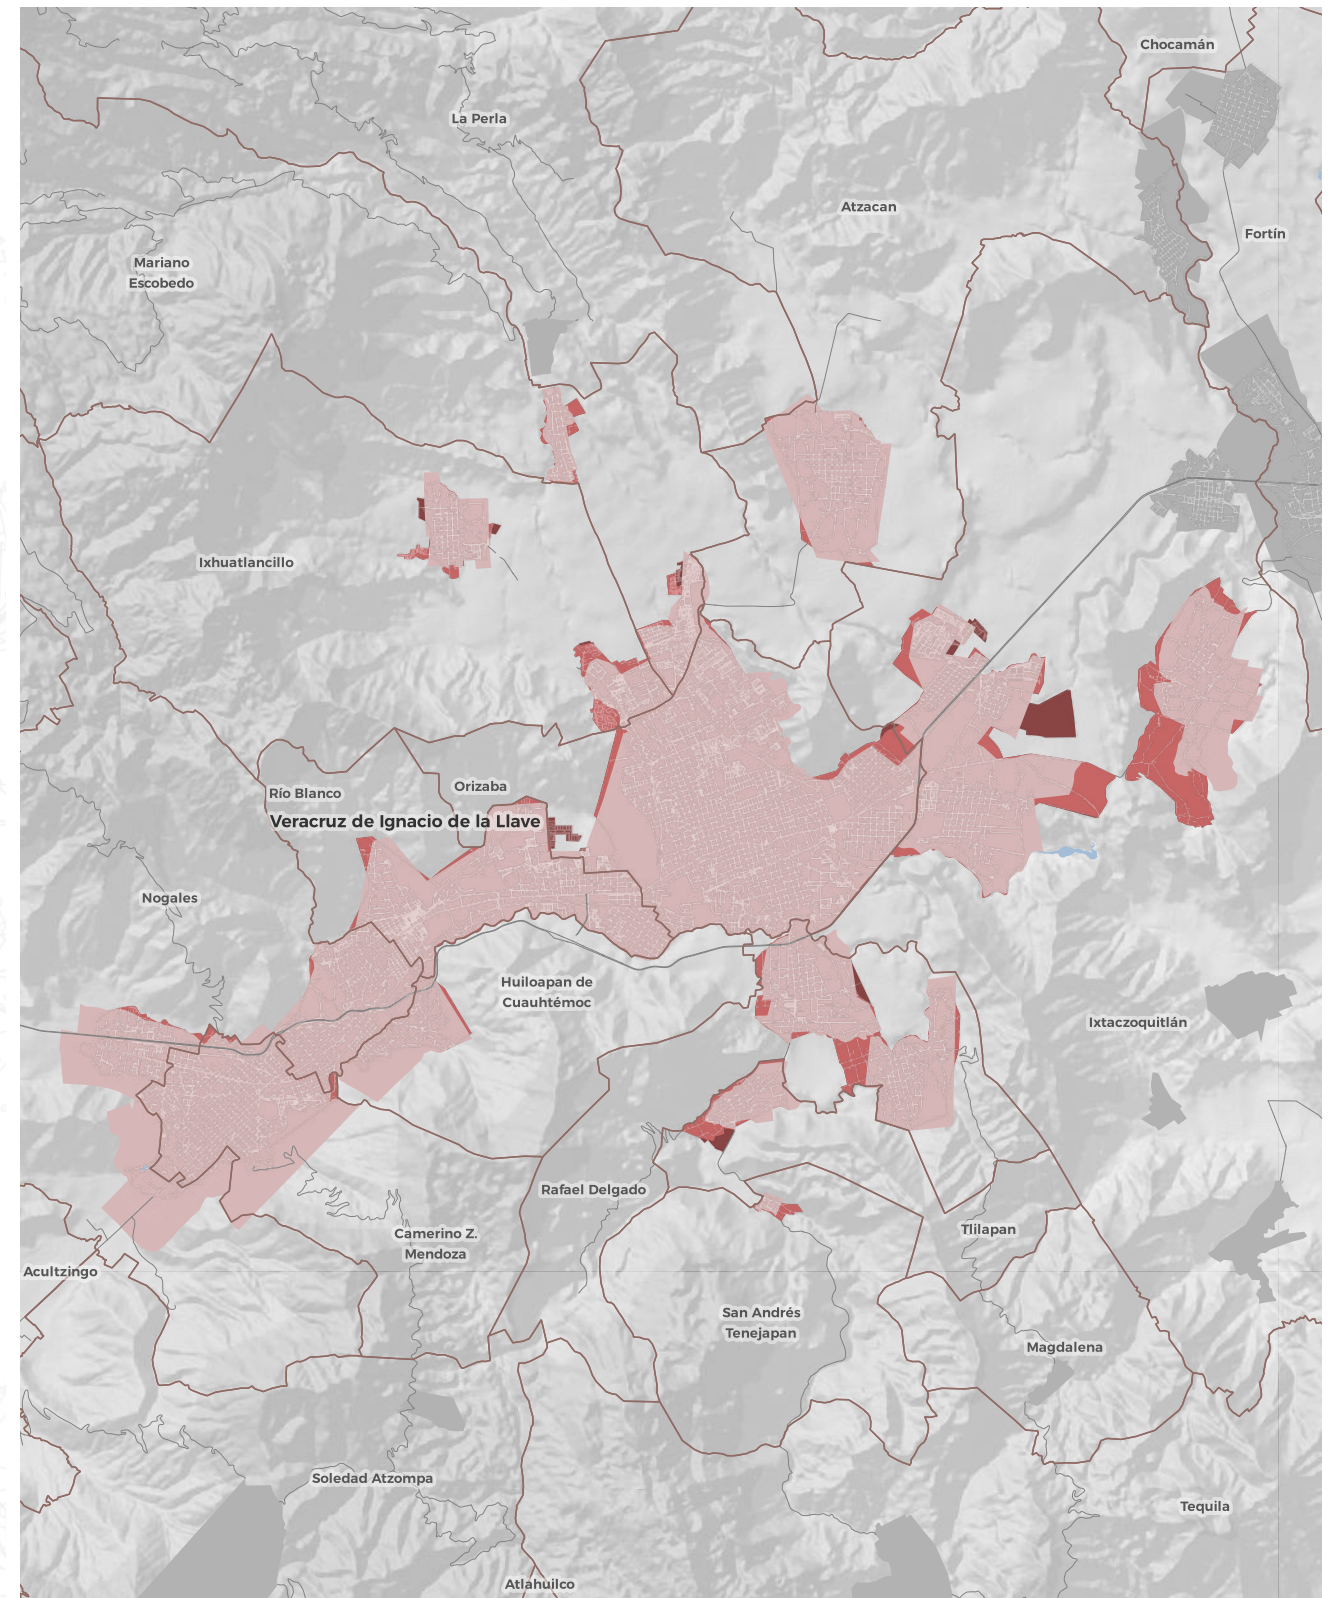 Chocamán
La Perla
Atzacan
Fortín
Mariano
Escobedo
Ixhuatlancillo
Orizaba
Río Blanco
Veracruz de Ignacio de la Llave
Nogales
Huiloapan de
Cuauhtémoc
Ixtaczoquitlán
Rafael Delgado
Camerino Z.
Mendoza
Tlilapan
Acultzingo
San Andrés
Tenejapan
Magdalena
Soledad Atzompa
Tequila
Atlahuilco